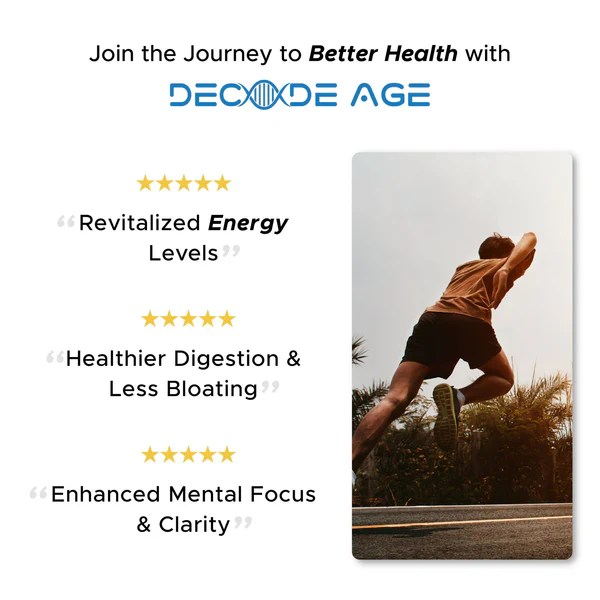 Join the Journey to Better Health with
DECODE AGE
“Revitalized Energy
Levels”
“Healthier Digestion &
Less Bloating”
“Enhanced Mental Focus
& Clarity”